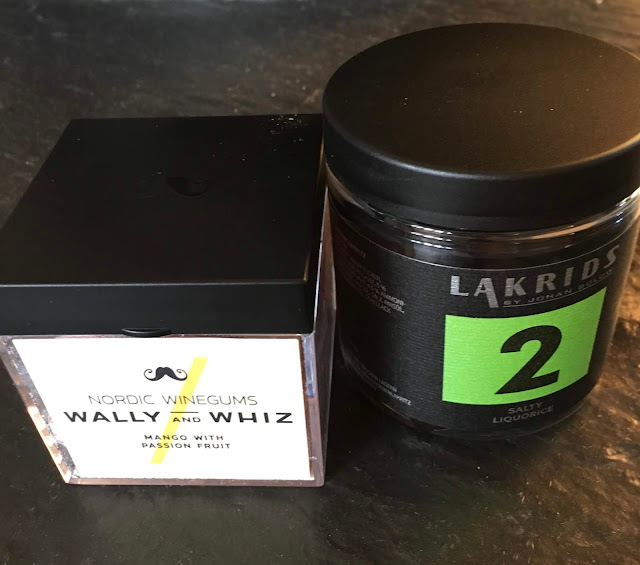 NORDIC WINEGUMS
WALLY AND WHIZ
MANGO WITH
PASSION FRUIT
LAKRIDS
BY JOHAN BÜLOW
2
SALTY
LIQUORICE